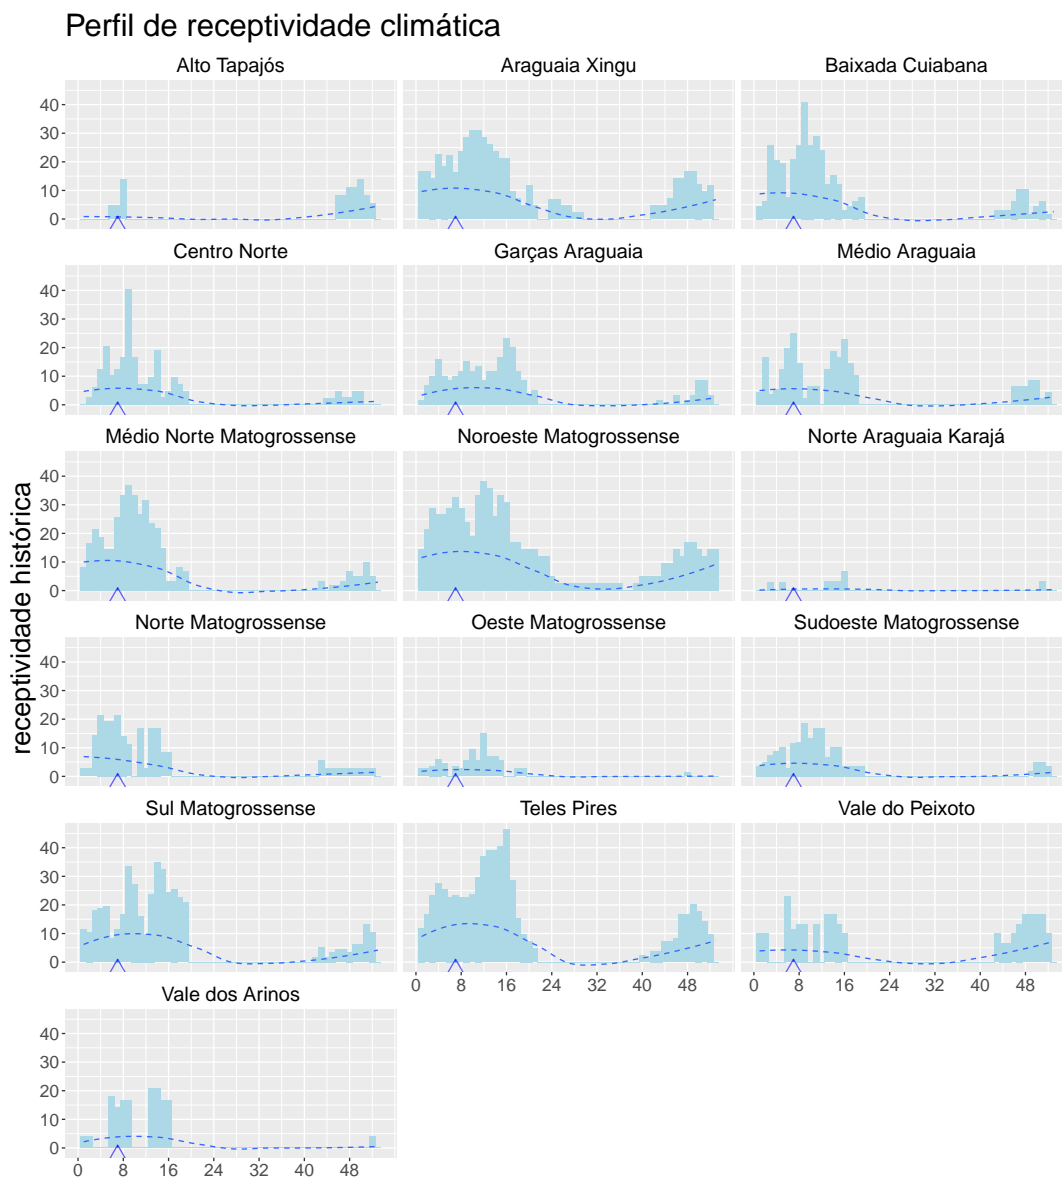 Perfil de receptividade climática
Alto Tapajós
Araguaia Xingu
Baixada Cuiabana
40
30
20
10
0
Centro Norte
Garças Araguaia
Médio Araguaia
40
30
20
10
0
Médio Norte Matogrossense
Noroeste Matogrossense
Norte Araguaia Karajá
40
30
20
10
0
receptividade histórica
Norte Matogrossense
Oeste Matogrossense
Sudoeste Matogrossense
40
30
20
10
0
Sul Matogrossense
Teles Pires
Vale do Peixoto
40
30
20
10
0
0 8 16 24 32 40 48
0 8 16 24 32 40 48
Vale dos Arinos
40
30
20
10
0
0 8 16 24 32 40 48